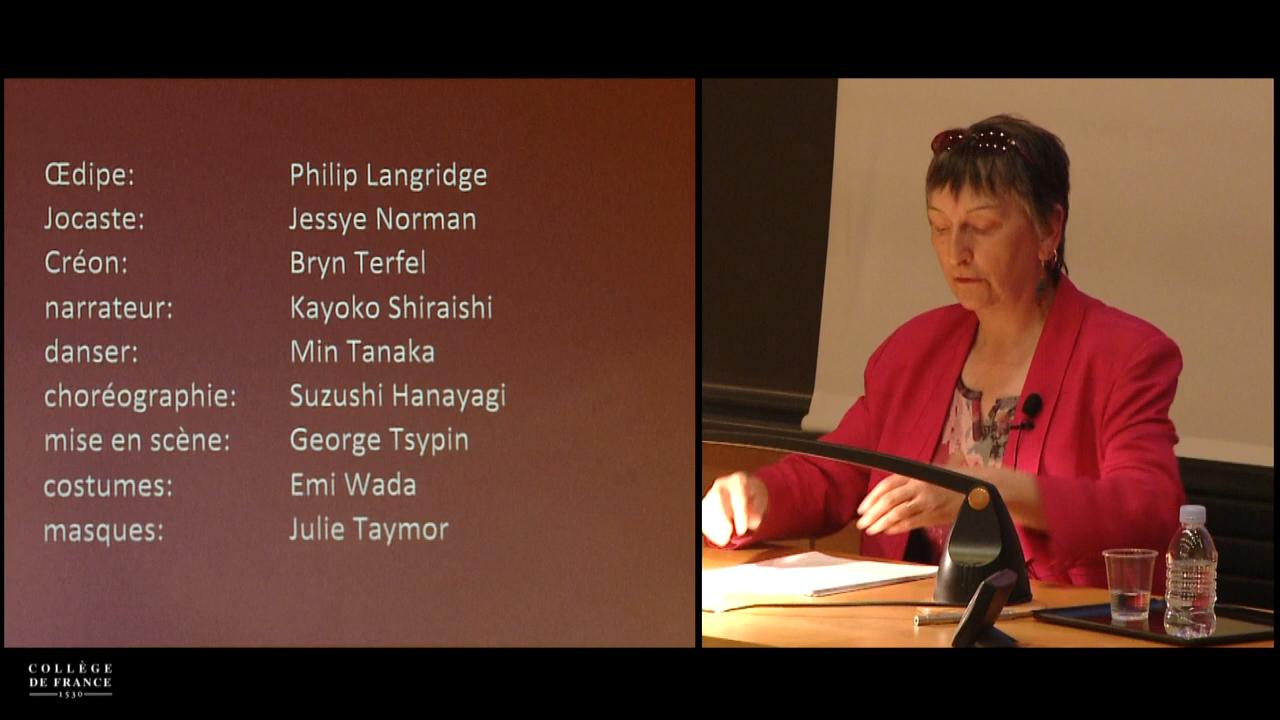 Œdipe: Philip Langridge
Jocaste: Jessye Norman
Créon: Bryn Terfel
narrateur: Kayoko Shiraishi
danser: Min Tanaka
choréographie: Suzushi Hanayagi
mise en scène: George Tsypin
costumes: Emi Wada
masques: Julie Taymor
COLLÈGE
DE FRANCE
1530